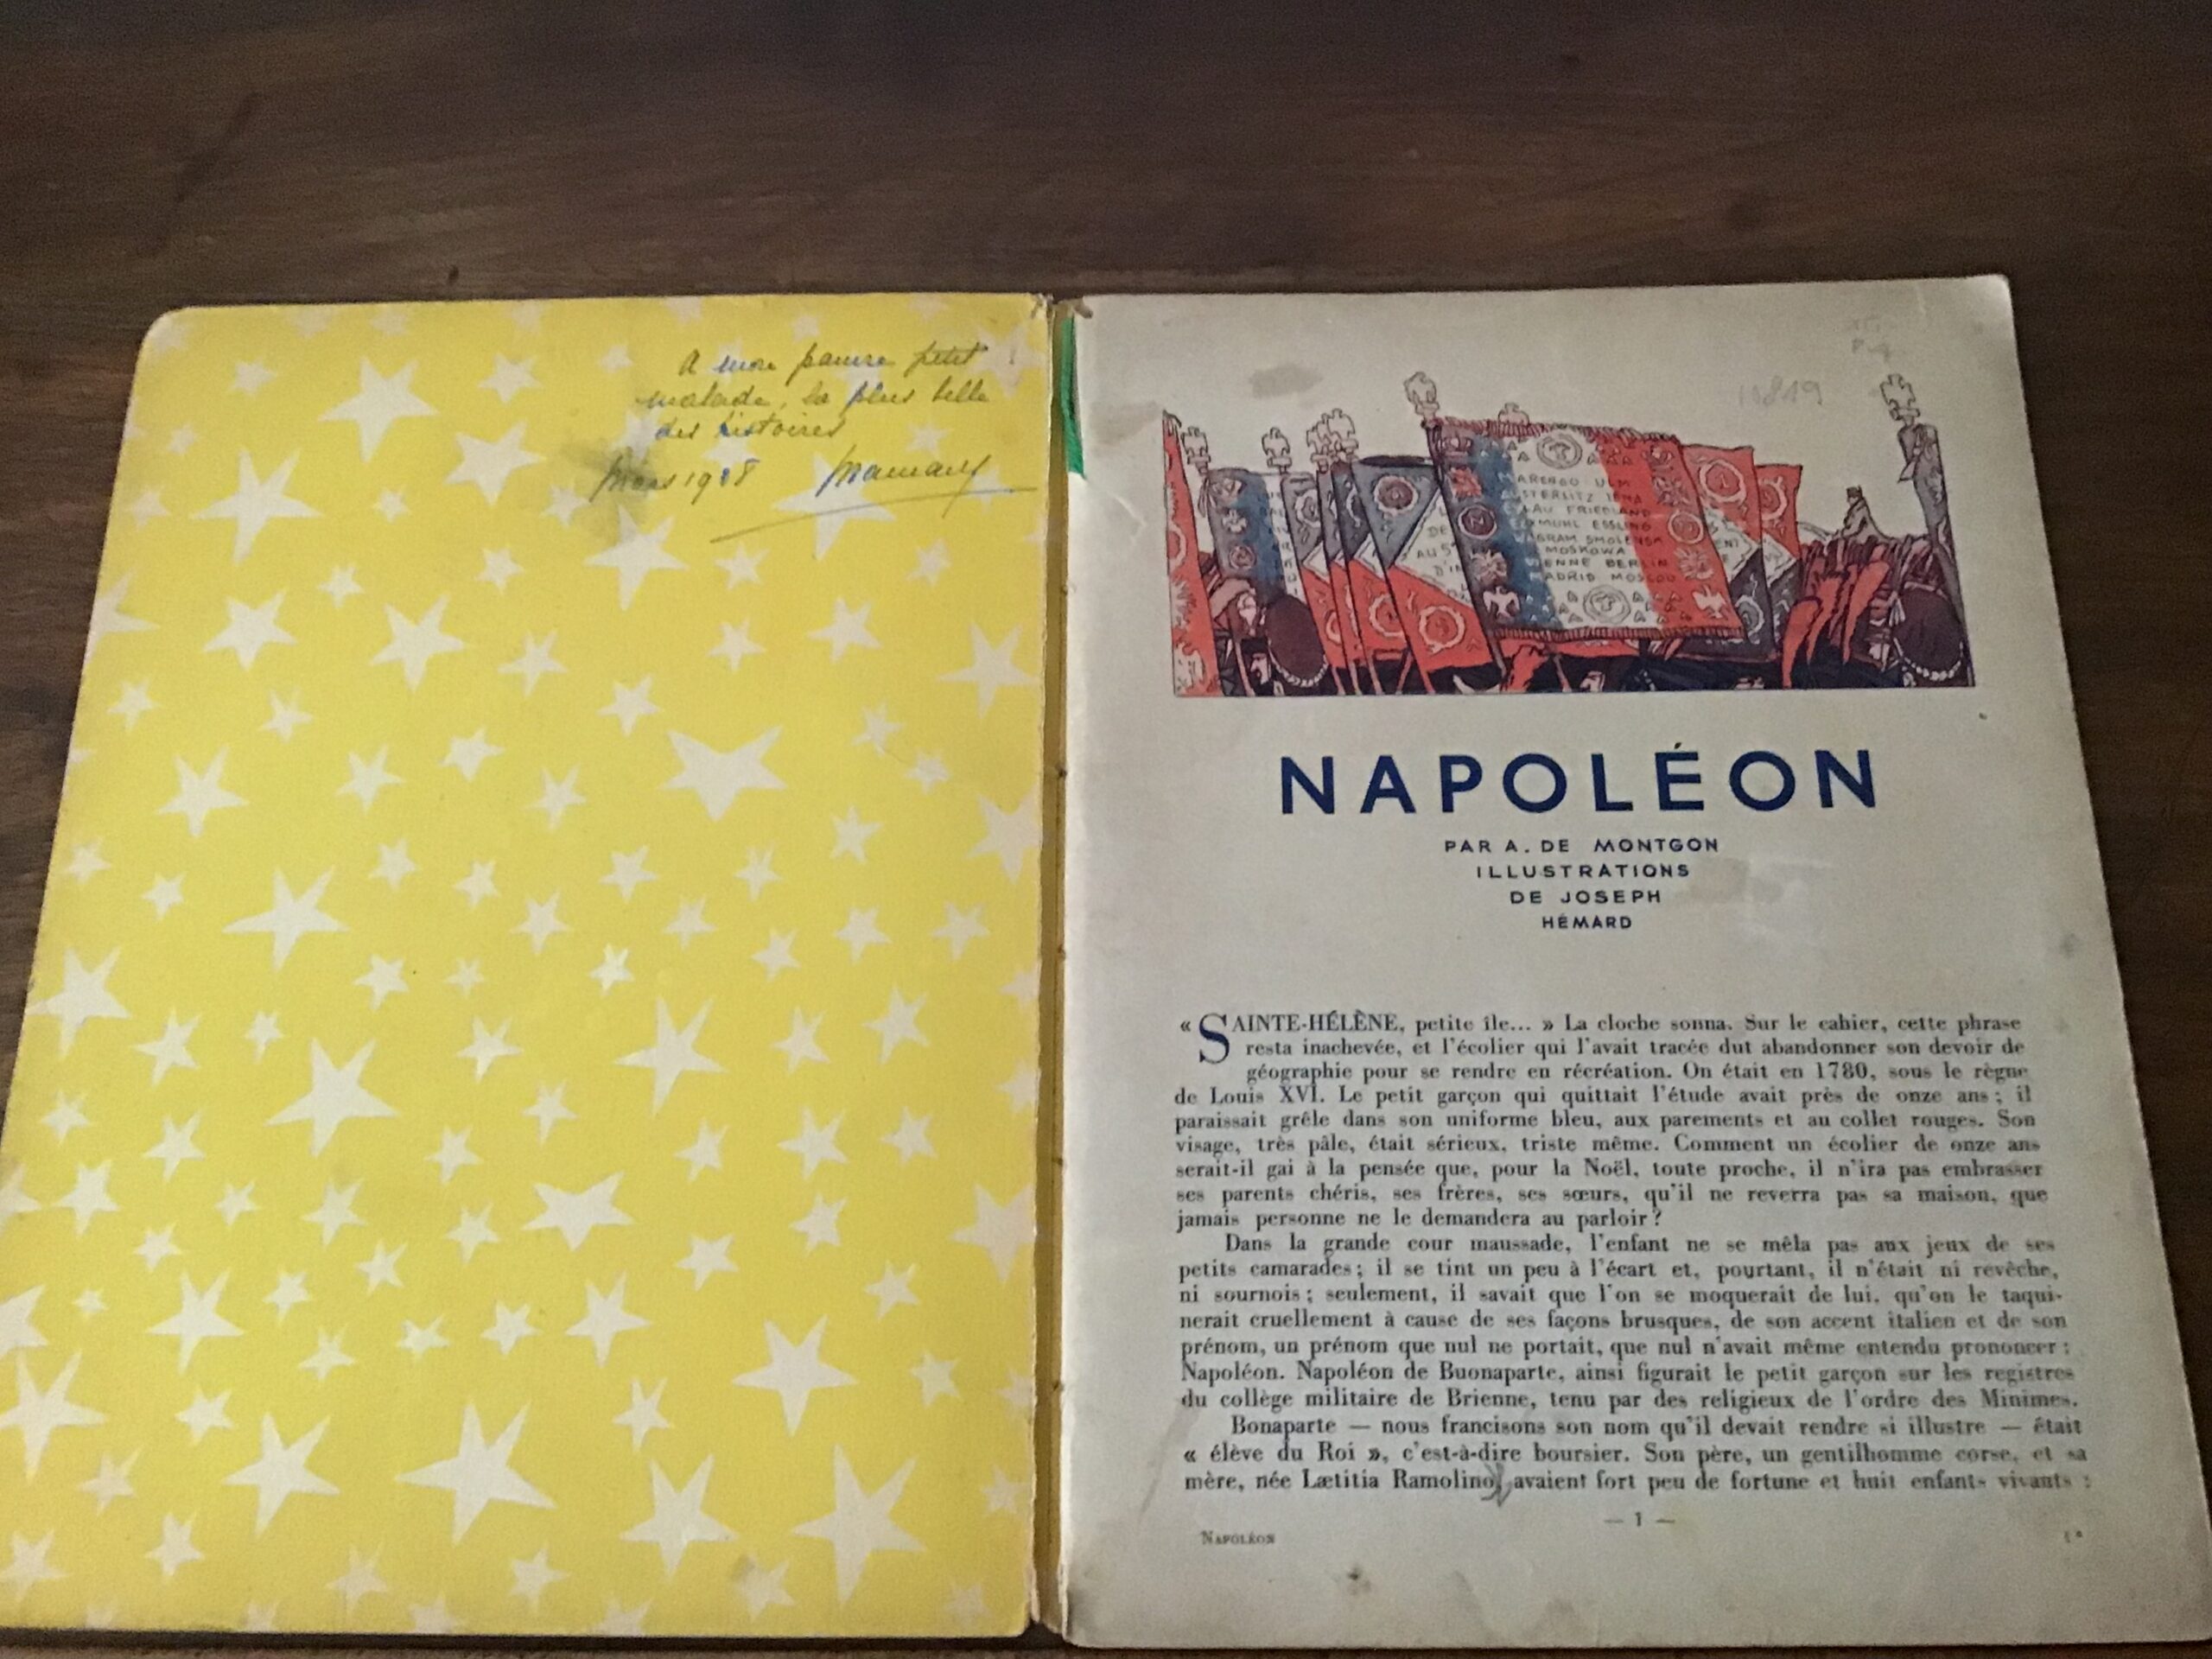 A mon pauvre petit
malade, la plus belle
des histoires
Mars 19 Maman
MARENGO ULM
STERLITZ IENA
LAU FRIEDLAND
MUHL ESSLING
GRAM SMOLENSK
MOSKOWA
ENNE BERLIN
MADRID MOSCOU
NAPOLÉON
PAR A. DE MONTGON
ILLUSTRATIONS
DE JOSEPH
HÉMARD
« SAINTE-HÉLÈNE, petite île... » La cloche sonna. Sur le cahier, cette phrase
resta inachevée, et l'écolier qui l'avait tracée dut abandonner son devoir de
géographie pour se rendre en récréation. On était en 1780, sous le règne
de Louis XVI. Le petit garçon qui quittait l'étude avait près de onze ans ; il
paraissait grêle dans son uniforme bleu, aux parements et au collet rouges. Son
visage, très pâle, était sérieux, triste même. Comment un écolier de onze ans
serait-il gai à la pensée que, pour la Noël, toute proche, il n'ira pas embrasser
ses parents chéris, ses frères, ses sœurs, qu'il ne reverra pas sa maison, que
jamais personne ne le demandera au parloir ?
Dans la grande cour maussade, l'enfant ne se mêla pas aux jeux de ses
petits camarades ; il se tint un peu à l'écart et, pourtant, il n'était ni revêche,
ni sournois ; seulement, il savait que l'on se moquerait de lui, qu'on le taqui-
nerait cruellement à cause de ses façons brusques, de son accent italien et de son
prénom, un prénom que nul ne portait, que nul n'avait même entendu prononcer :
Napoléon. Napoléon de Buonaparte, ainsi figurait le petit garçon sur les registres
du collège militaire de Brienne, tenu par des religieux de l'ordre des Minimes.
Bonaparte — nous francisons son nom qu'il devait rendre si illustre — était
« élève du Roi », c'est-à-dire boursier. Son père, un gentilhomme corse, et sa
mère, née Lætitia Ramolino, avaient fort peu de fortune et huit enfants vivants :
— 1 —
NAPOLÉON